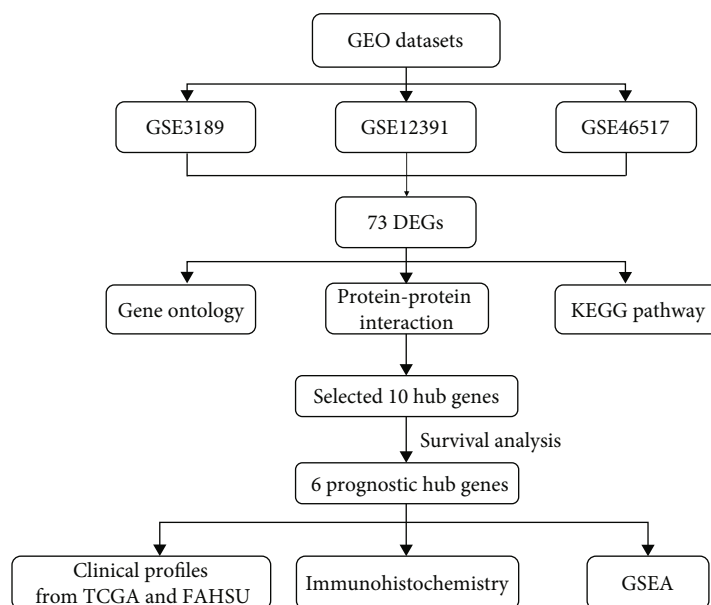 GEO datasets
GSE3189
GSE12391
GSE46517
73 DEGs
Gene ontology
Protein-protein
interaction
KEGG pathway
Selected 10 hub genes
Survival analysis
6 prognostic hub genes
Clinical profiles
from TCGA and FAHSU
Immunohistochemistry
GSEA